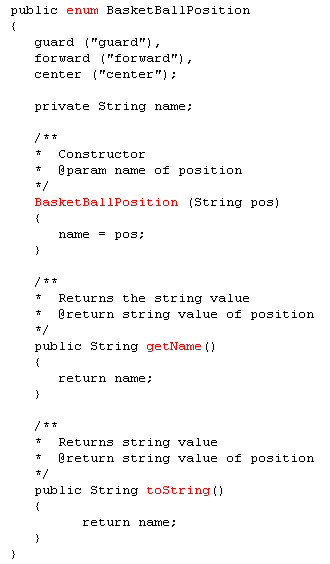 public enum BasketBallPosition
{
guard ("guard"),
forward ("forward"),
center ("center");
private String name;
/**
* Constructor
* @param name of position
*/
BasketBallPosition (String pos)
{
name = pos;
}
/**
* Returns the string value
* @return string value of position
*/
public String getName()
{
return name;
}
/**
* Returns string value
* @return string value of position
*/
public String toString()
{
return name;
}
}